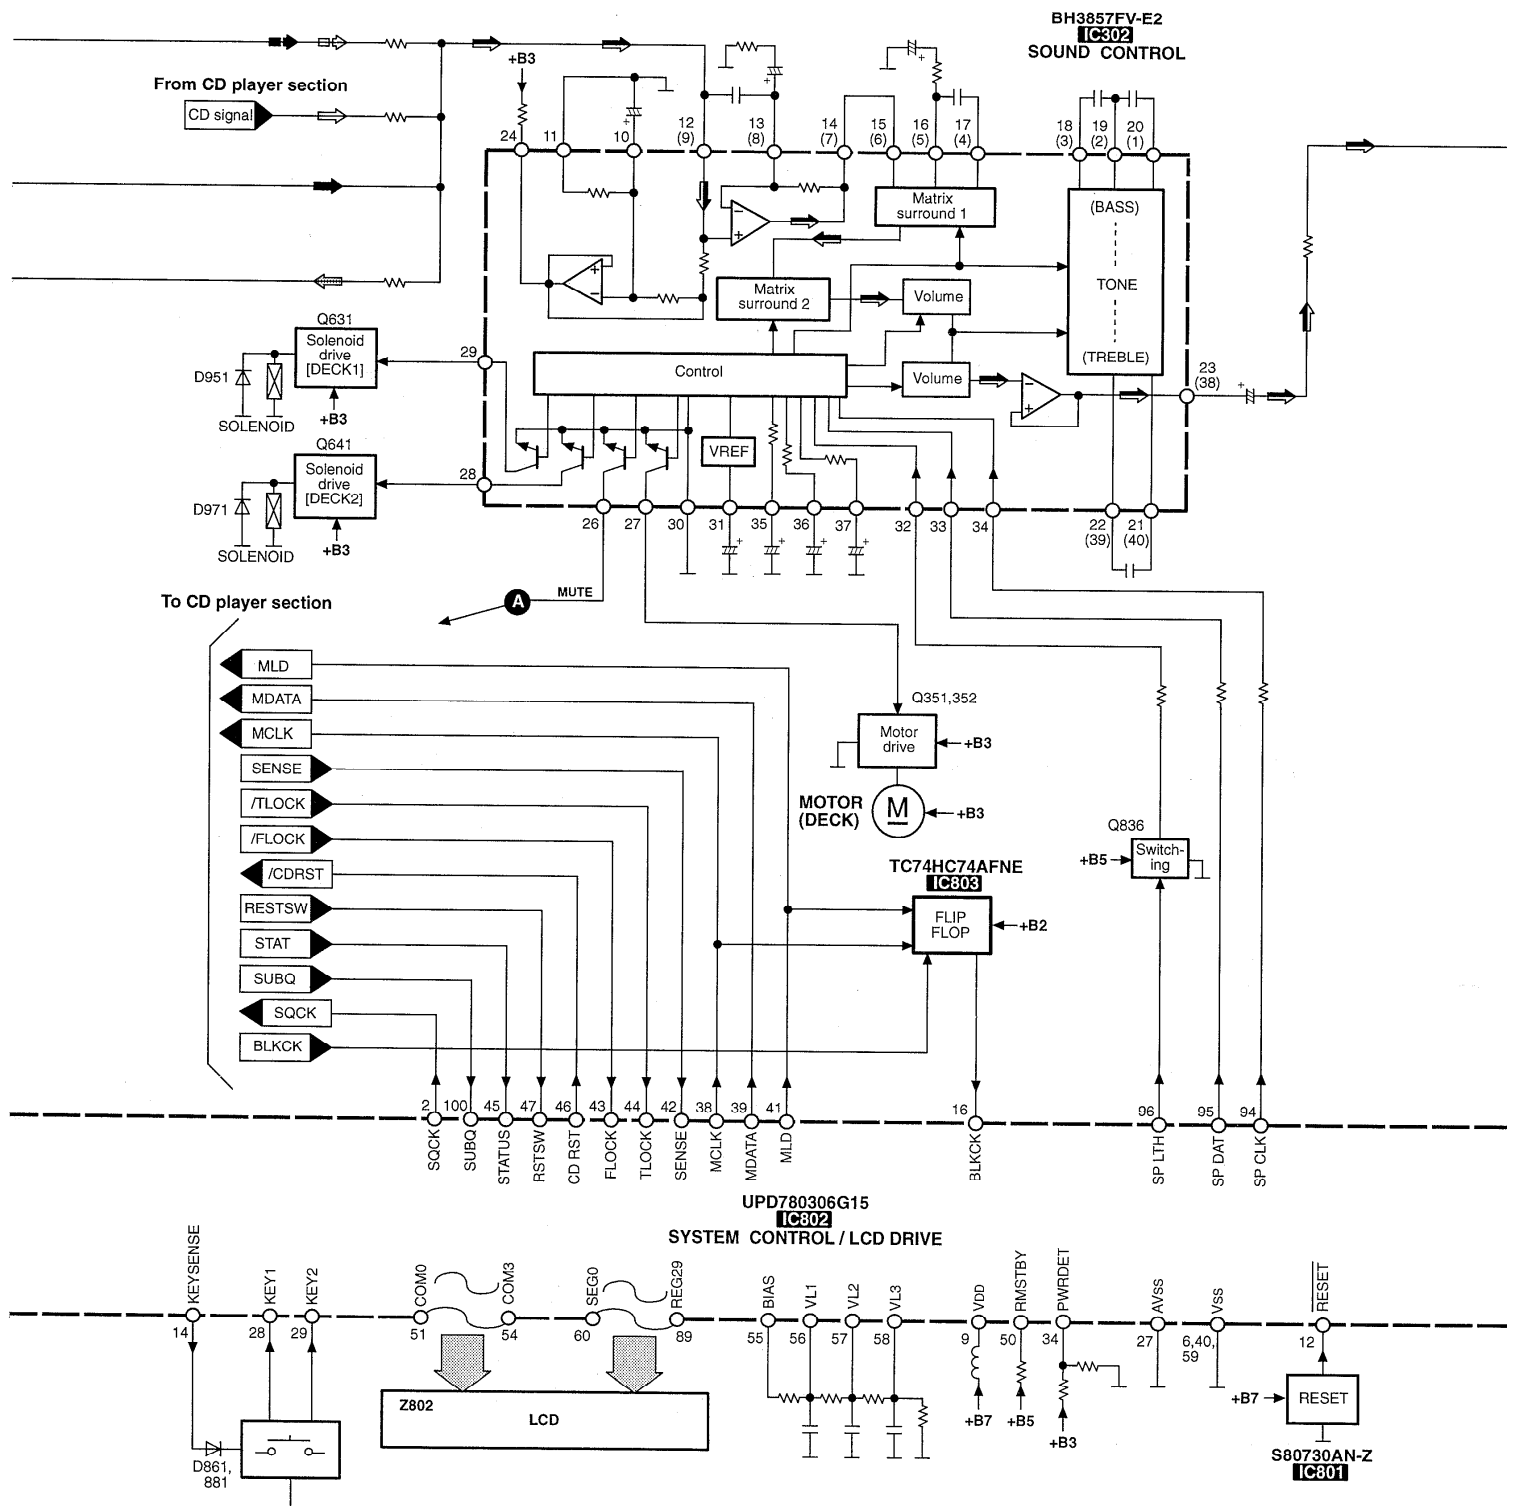 BH3857FV-E2
IC302
SOUND CONTROL
From CD player section
CD signal
+B3
24
11
10
12
(9)
13
(8)
14
(7)
15
(6)
16
(5)
17
(4)
18
(3)
19
(2)
20
(1)
+
+
+
Matrix
surround 1
(BASS)
TONE
(TREBLE)
−
+
+
−
Matrix
surround 2
Volume
Volume
Control
−
+
23
(38)
+
Q631
Solenoid
drive
[DECK1]
29
D951
+B3
SOLENOID
Q641
Solenoid
drive
[DECK2]
28
D971
+B3
SOLENOID
VREF
26
27
30
31
35
36
37
32
33
34
22
(39)
21
(40)
+
+
+
+
A
MUTE
To CD player section
MLD
MDATA
MCLK
SENSE
/TLOCK
/FLOCK
/CDRST
RESTSW
STAT
SUBQ
SQCK
BLKCK
Q351,352
Motor
drive
+B3
MOTOR
(DECK)
M
+B3
Q836
Switch-
ing
+B5
TC74HC74AFNE
IC803
FLIP
FLOP
+B2
2
100
45
47
46
43
44
42
38
39
41
16
96
95
94
SQCK
SUBQ
STATUS
RSTSW
CD RST
FLOCK
TLOCK
SENSE
MCLK
MDATA
MLD
BLKCK
SP LTH
SP DAT
SP CLK
UPD780306G15
IC802
SYSTEM CONTROL / LCD DRIVE
KEYSENSE
KEY1
KEY2
COM0
COM3
SEG0
REG29
BIAS
VL1
VL2
VL3
VDD
RMSTBY
PWRDET
AVss
Vss
RESET
14
28
29
51
54
60
89
55
56
57
58
9
50
34
27
6,40,
59
12
Z802
LCD
+B7
+B5
+B3
+B7
RESET
D861,
881
S80730AN-Z
IC801